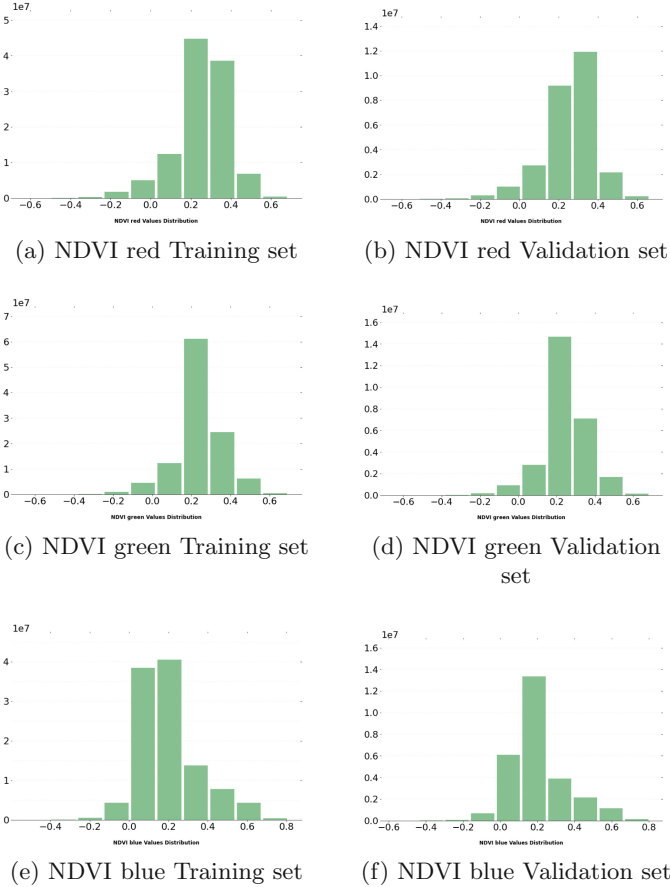 1e7
5
4
3
2
1
0
−0.6 −0.4 −0.2 0.0 0.2 0.4 0.6
NDVI red Values Distribution
(a) NDVI red Training set
1e7
1.4
1.2
1.0
0.8
0.6
0.4
0.2
0.0
−0.6 −0.4 −0.2 0.0 0.2 0.4 0.6
NDVI red Values Distribution
(b) NDVI red Validation set
1e7
7
6
5
4
3
2
1
0
−0.6 −0.4 −0.2 0.0 0.2 0.4 0.6
NDVI green Values Distribution
(c) NDVI green Training set
1e7
1.6
1.4
1.2
1.0
0.8
0.6
0.4
0.2
0.0
−0.6 −0.4 −0.2 0.0 0.2 0.4 0.6
NDVI green Values Distribution
(d) NDVI green Validation
set
1e7
4
3
2
1
0
−0.4 −0.2 0.0 0.2 0.4 0.6 0.8
NDVI blue Values Distribution
(e) NDVI blue Training set
1e7
1.6
1.4
1.2
1.0
0.8
0.6
0.4
0.2
0.0
−0.6 −0.4 −0.2 0.0 0.2 0.4 0.6 0.8
NDVI blue Values Distribution
(f) NDVI blue Validation set